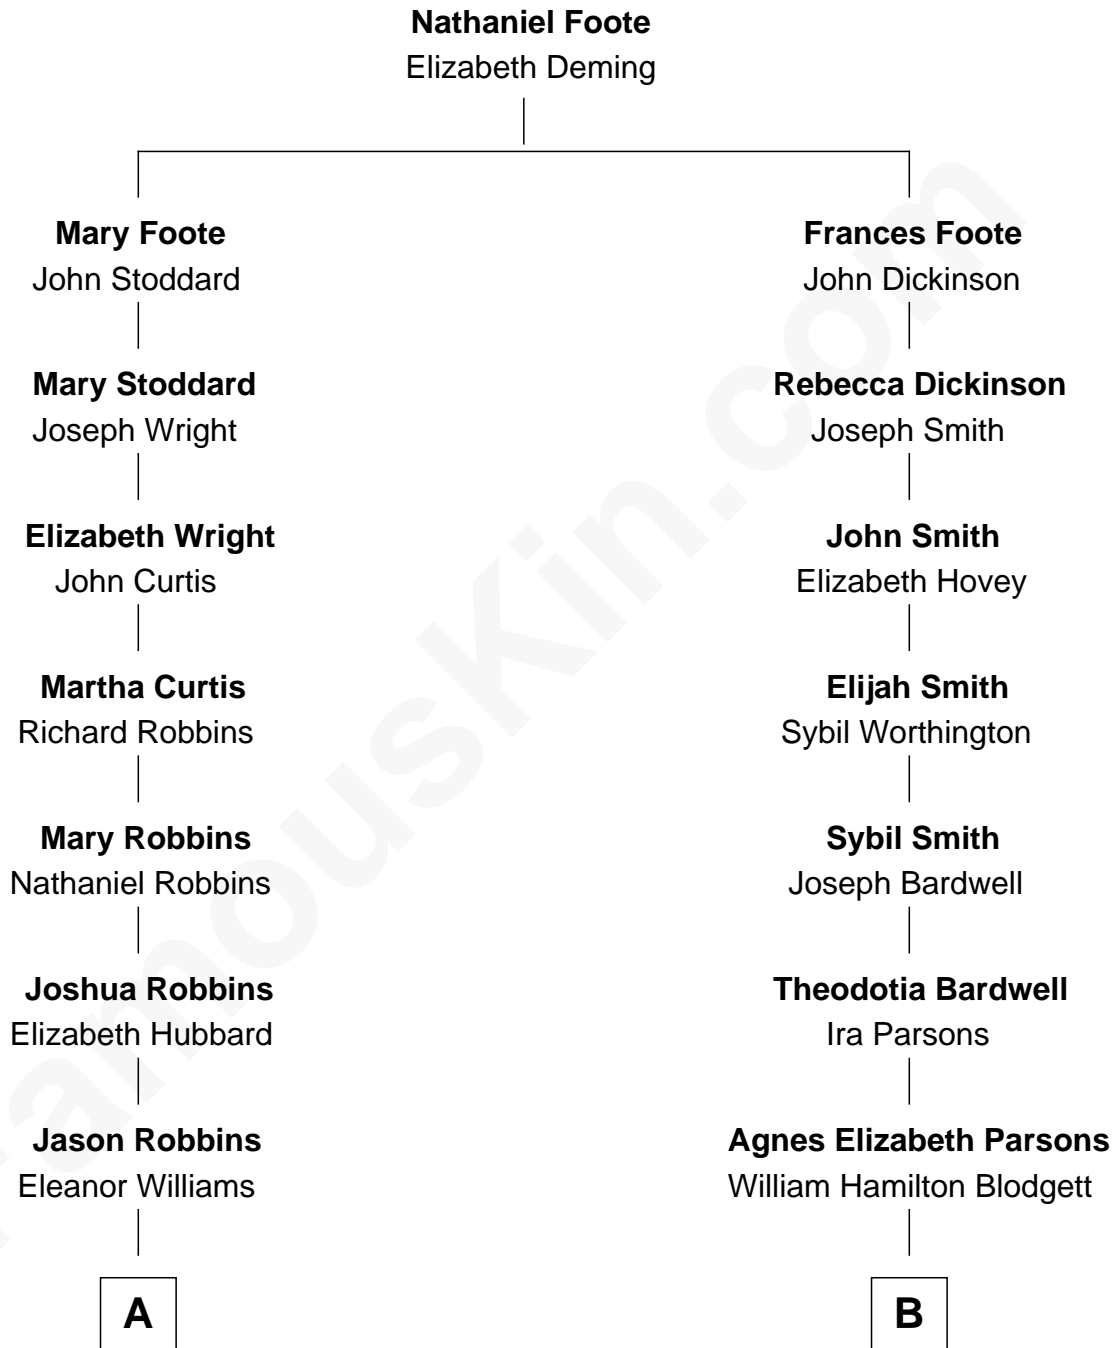 Nathaniel Foote
Elizabeth Deming
Mary Foote
John Stoddard
Mary Stoddard
Joseph Wright
Elizabeth Wright
John Curtis
Martha Curtis
Richard Robbins
Mary Robbins
Nathaniel Robbins
Joshua Robbins
Elizabeth Hubbard
Jason Robbins
Eleanor Williams
A
Frances Foote
John Dickinson
Rebecca Dickinson
Joseph Smith
John Smith
Elizabeth Hovey
Elijah Smith
Sybil Worthington
Sybil Smith
Joseph Bardwell
Theodotia Bardwell
Ira Parsons
Agnes Elizabeth Parsons
William Hamilton Blodgett
B
FamousKin.com